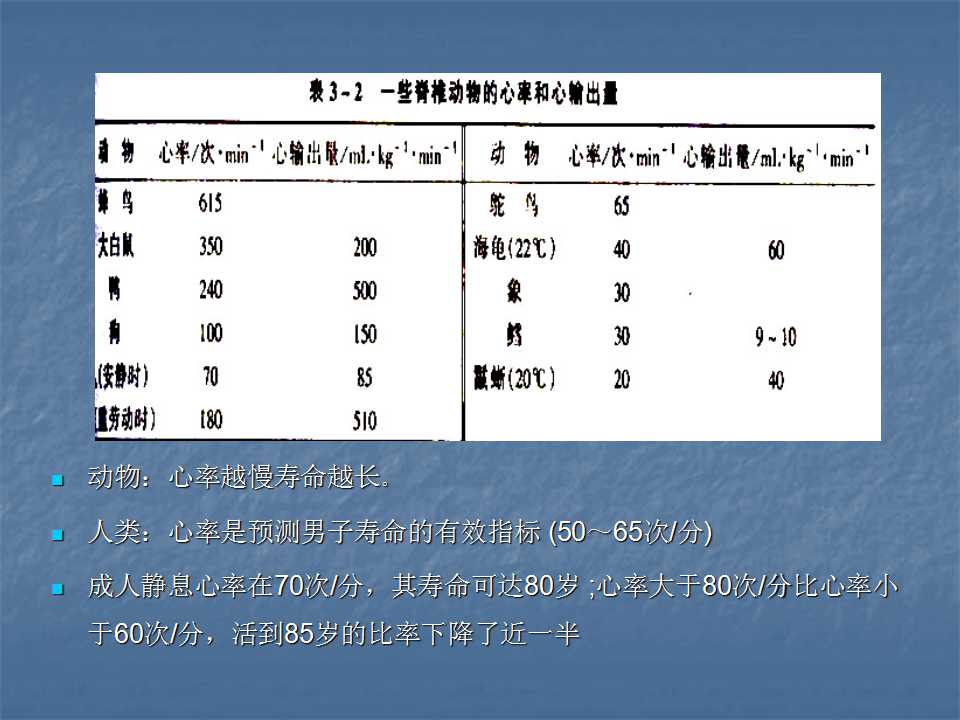 表 3~2 一些脊椎动物的心率和心输出量
动 物 心率/次·min⁻¹ 心输出量/mL·kg⁻¹·min⁻¹ 动 物 心率/次·min⁻¹ 心输出量/mL·kg⁻¹·min⁻¹
蜂 鸟 615 鸵 鸟 65
大白鼠 350 200 海龟(22℃) 40 60
鸭 240 500 象 30
狗 100 150 鳕 30 9~10
(安静时) 70 85 鼠蜥(20℃) 20 40
重劳动时) 180 510
动物：心率越慢寿命越长。
人类：心率是预测男子寿命的有效指标 (50～65次/分)
成人静息心率在70次/分，其寿命可达80岁 ;心率大于80次/分比心率小
于60次/分，活到85岁的比率下降了近一半